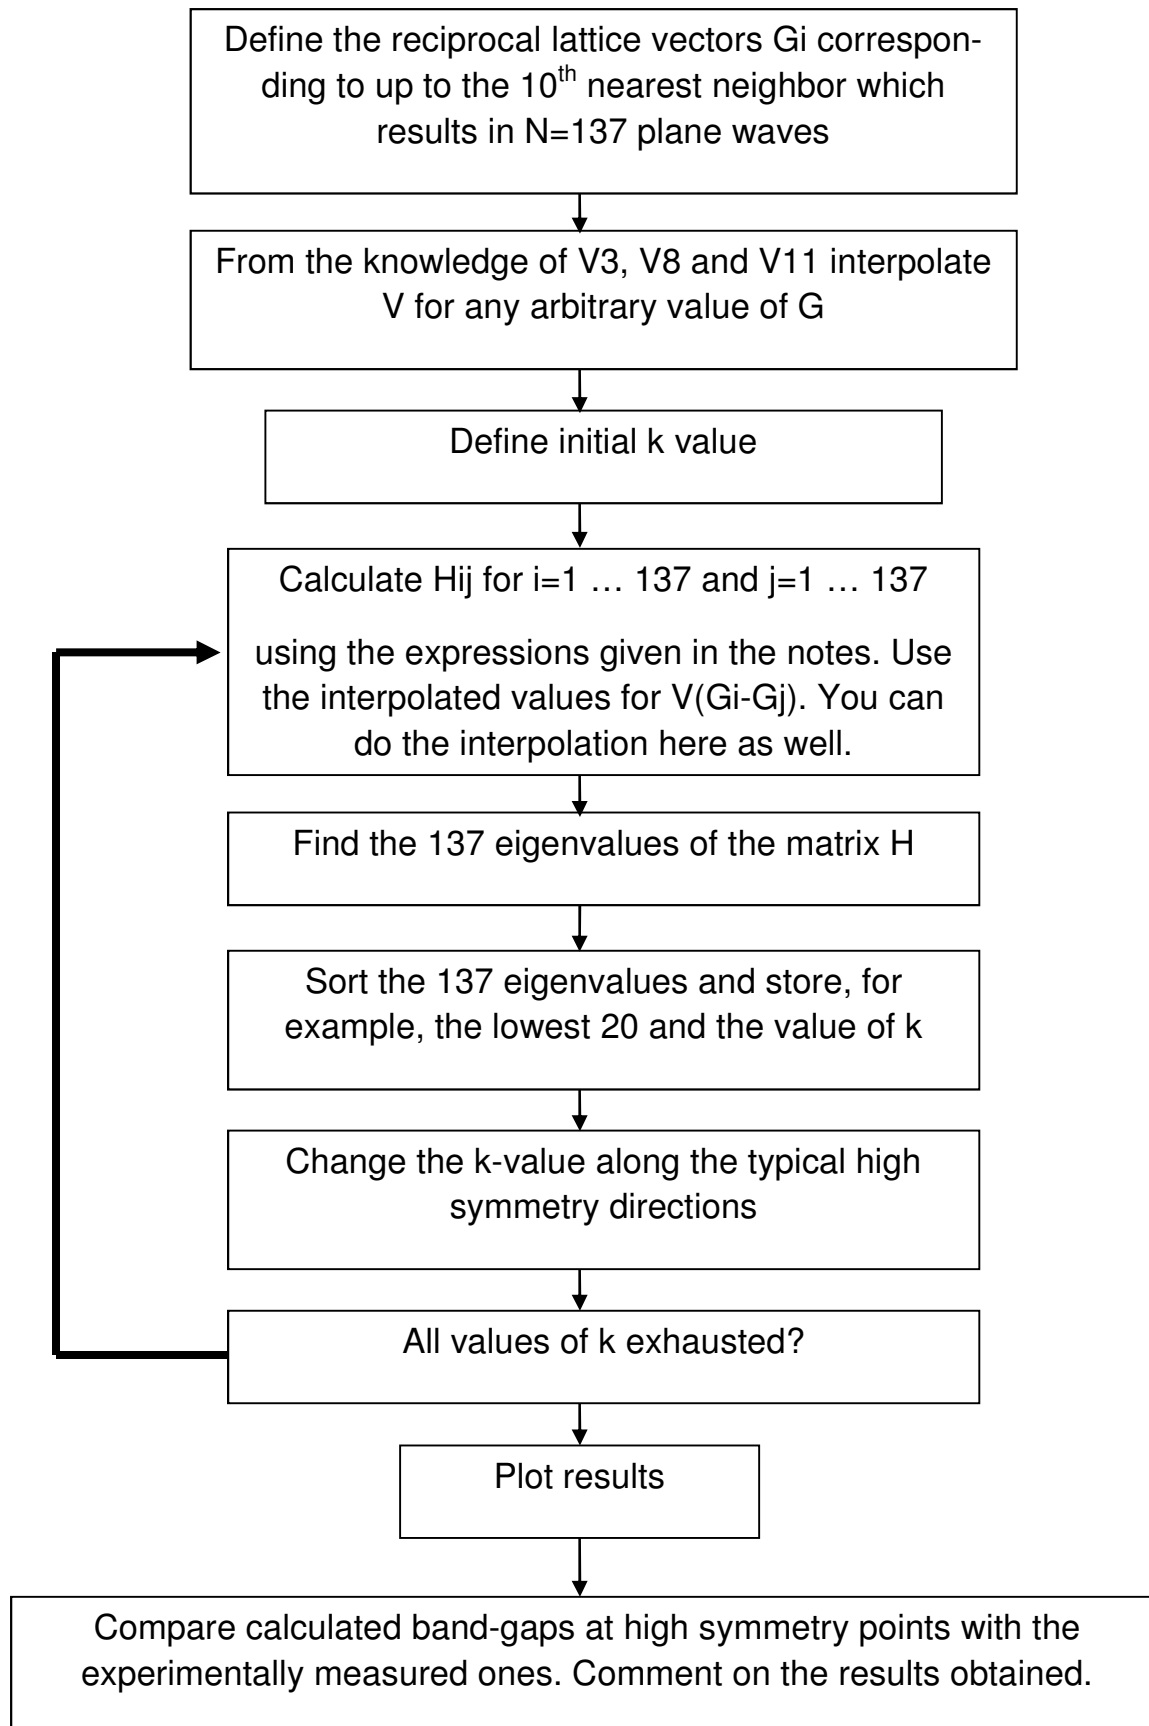 Define the reciprocal lattice vectors Gi correspon-
ding to up to the 10th nearest neighbor which
results in N=137 plane waves
From the knowledge of V3, V8 and V11 interpolate
V for any arbitrary value of G
Define initial k value
Calculate Hij for i=1 … 137 and j=1 … 137
using the expressions given in the notes. Use
the interpolated values for V(Gi-Gj). You can
do the interpolation here as well.
Find the 137 eigenvalues of the matrix H
Sort the 137 eigenvalues and store, for
example, the lowest 20 and the value of k
Change the k-value along the typical high
symmetry directions
All values of k exhausted?
Plot results
Compare calculated band-gaps at high symmetry points with the
experimentally measured ones. Comment on the results obtained.